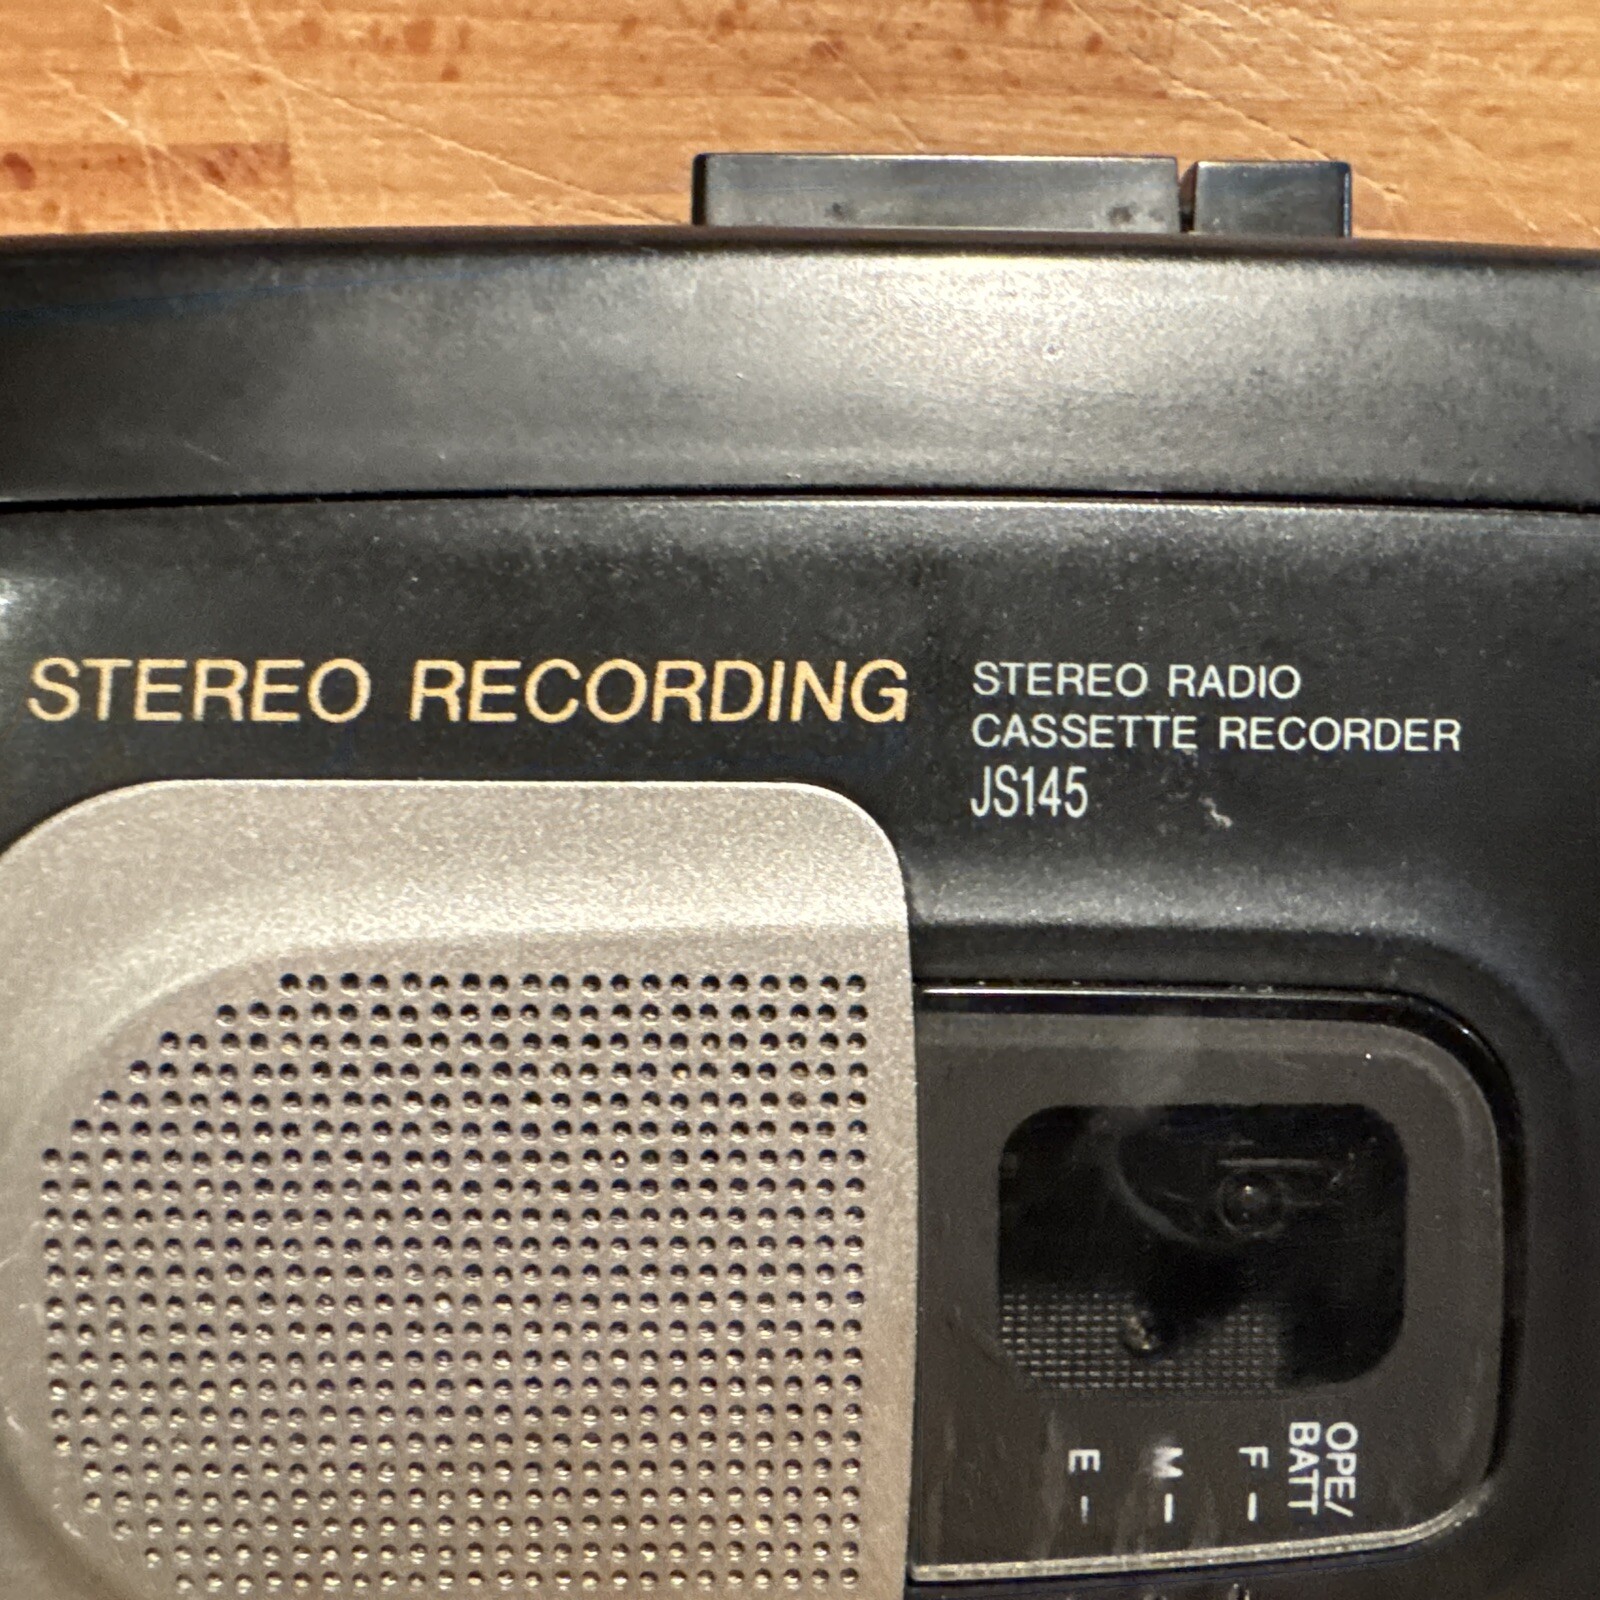 STEREO RECORDING
STEREO RADIO
CASSETTE RECORDER
JS145
OPE/
BATT
F
M
E